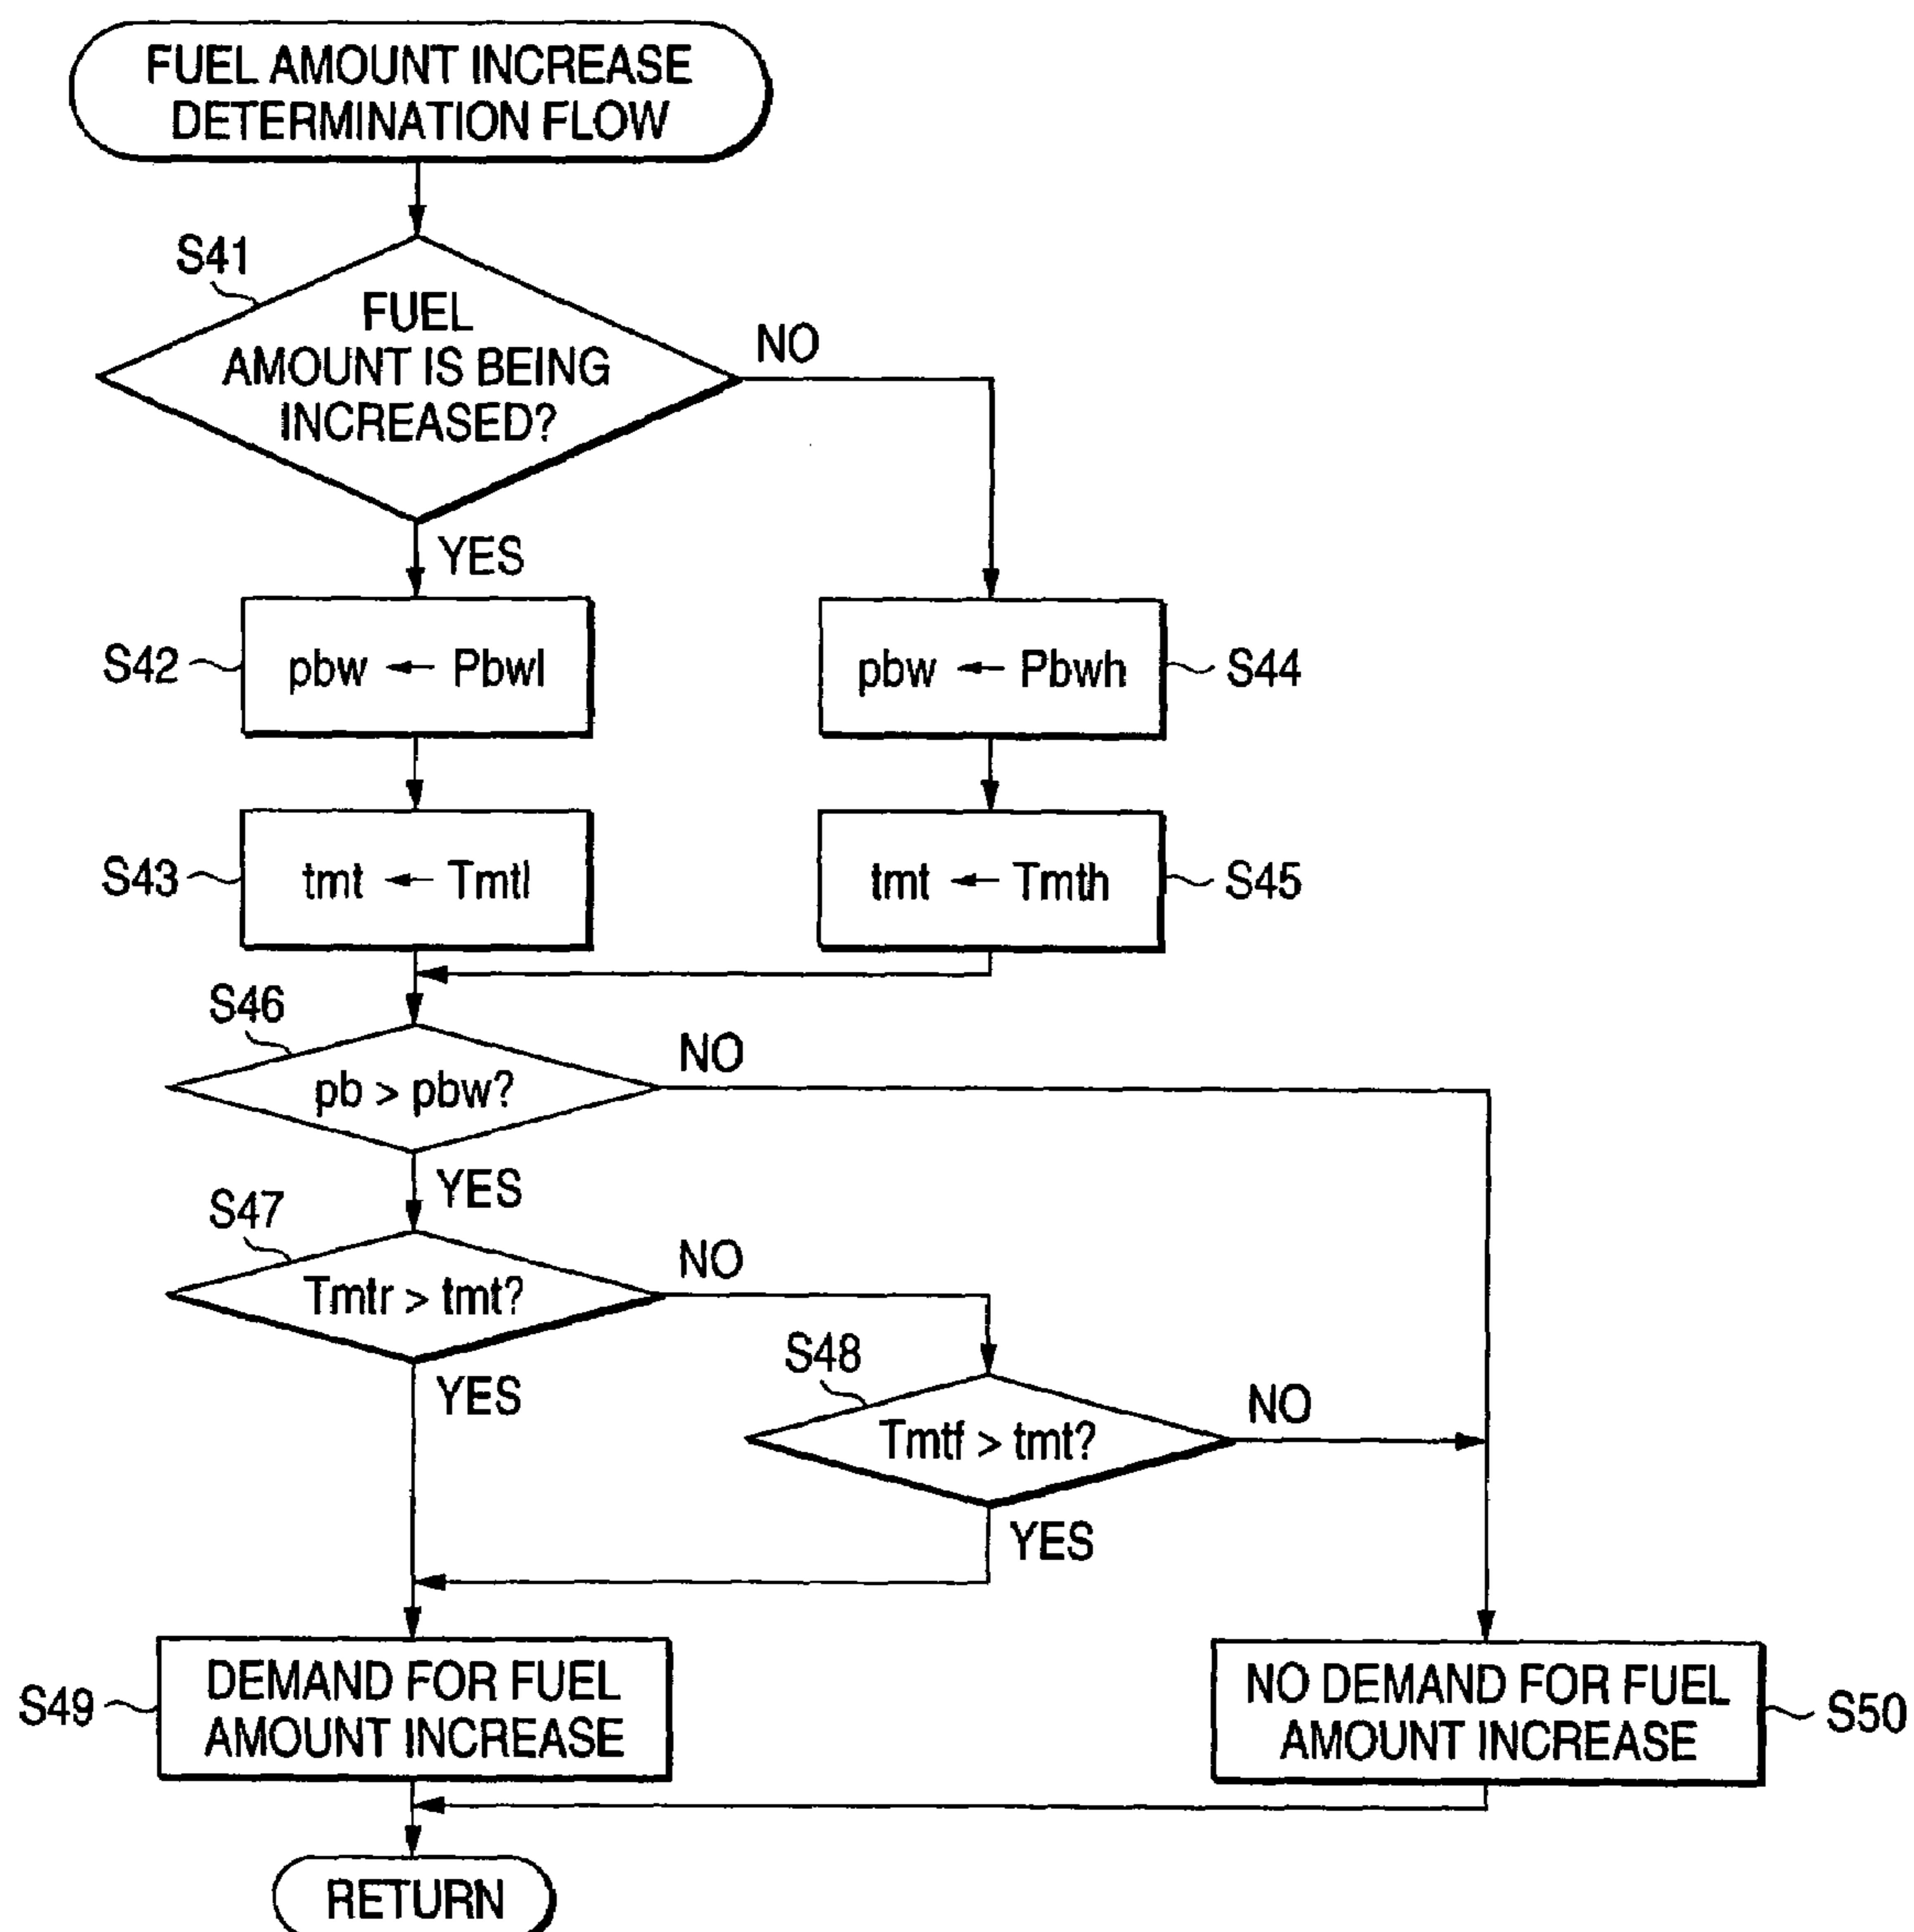 FUEL AMOUNT INCREASE
DETERMINATION FLOW
S41
FUEL
AMOUNT IS BEING
INCREASED?
NO
YES
S42
pbw ← Pbwl
pbw ← Pbwh
S44
S43
tmt ← Tmtl
tmt ← Tmth
S45
S46
pb > pbw?
NO
YES
S47
Tmtr > tmt?
NO
YES
S48
Tmtf > tmt?
NO
YES
S49
DEMAND FOR FUEL
AMOUNT INCREASE
NO DEMAND FOR FUEL
AMOUNT INCREASE
S50
RETURN